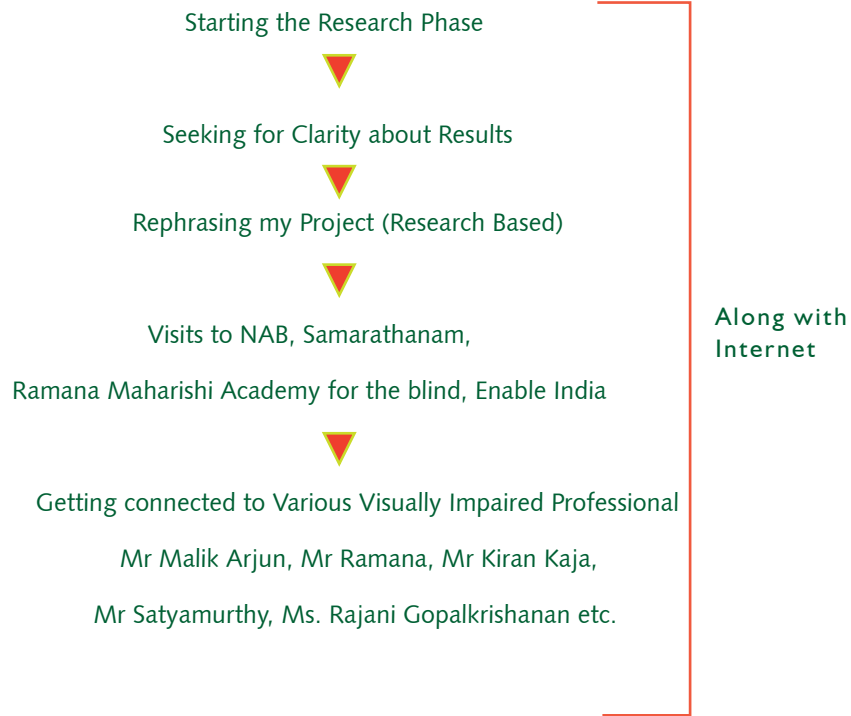 Starting the Research Phase
Seeking for Clarity about Results
Rephrasing my Project (Research Based)
Visits to NAB, Samarathanam,
Ramana Maharishi Academy for the blind, Enable India
Getting connected to Various Visually Impaired Professional
Mr Malik Arjun, Mr Ramana, Mr Kiran Kaja,
Mr Satyamurthy, Ms. Rajani Gopalkrishanan etc.
Along with
Internet